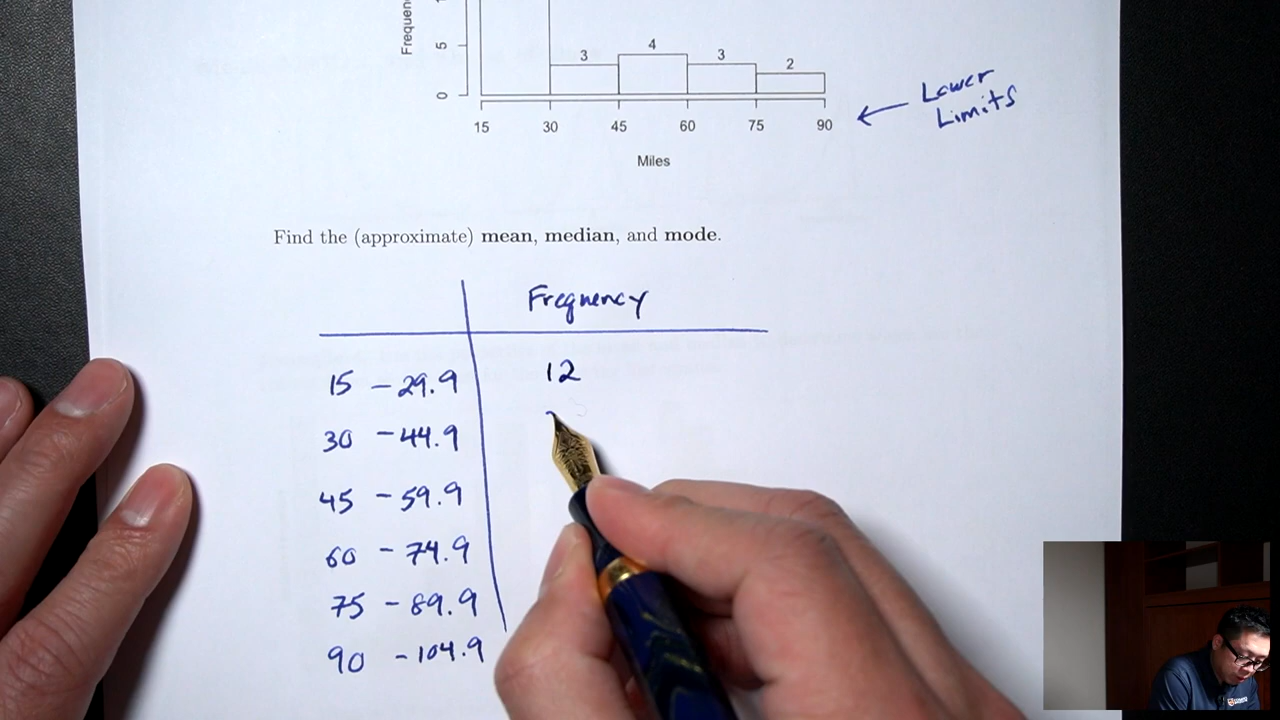 Frequen
5
0
3
4
3
2
15 30 45 60 75 90
Miles
← Lower
Limits
Find the (approximate) mean, median, and mode.
Frequency
15 - 29.9 12
30 - 44.9
45 - 59.9
60 - 74.9
75 - 89.9
90 - 104.9